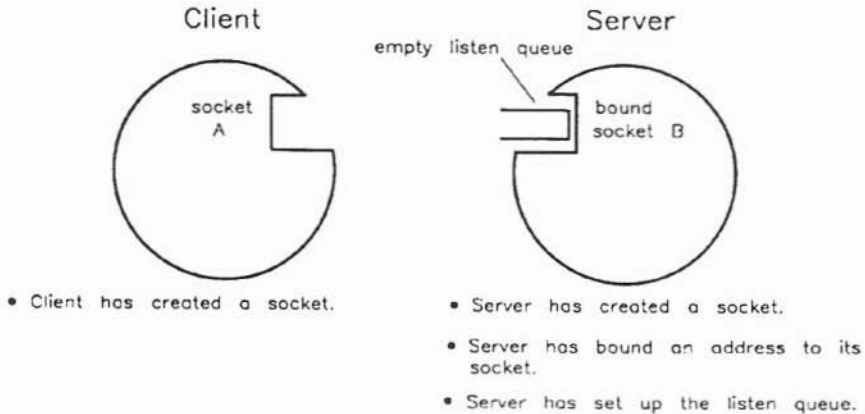 Client
Server
empty listen queue
socket
A
bound
socket B
• Client has created a socket.
• Server has created a socket.
• Server has bound an address to its
socket.
• Server has set up the listen queue.